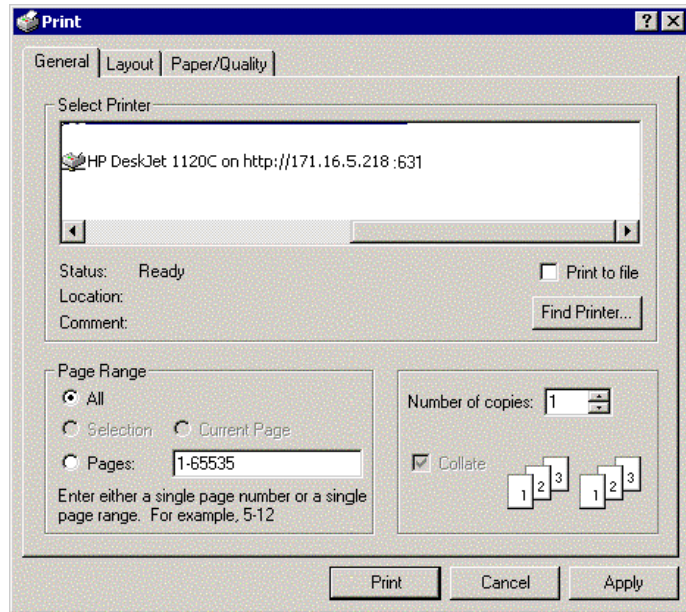 Print
General Layout Paper/Quality
Select Printer
HP DeskJet 1120C on http://171.16.5.218 :631
Status: Ready
Print to file
Location:
Find Printer...
Comment:
Page Range
All
Number of copies: 1
Selection Current Page
Collate
Pages: 1-65535
1 2 3 1 2 3
Enter either a single page number or a single
page range. For example, 5-12
Print Cancel Apply